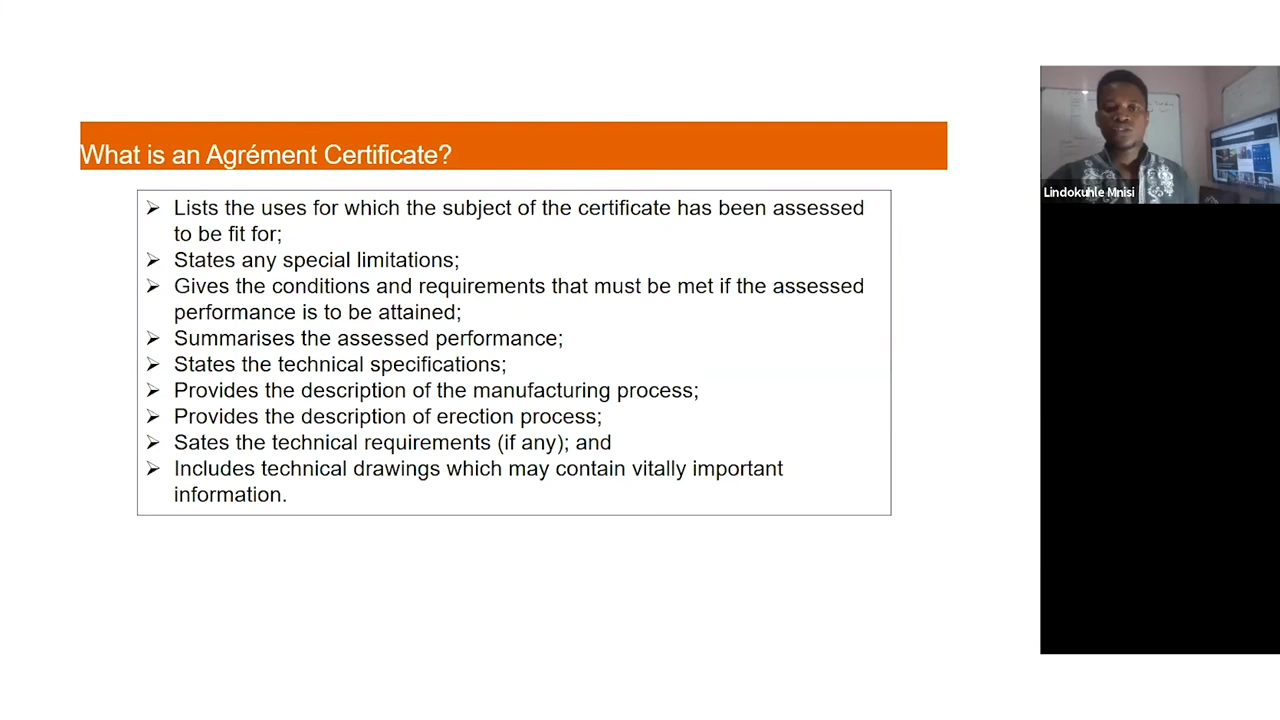 What is an Agrément Certificate?
Lists the uses for which the subject of the certificate has been assessed
to be fit for;
States any special limitations;
Gives the conditions and requirements that must be met if the assessed
performance is to be attained;
Summarises the assessed performance;
States the technical specifications;
Provides the description of the manufacturing process;
Provides the description of erection process;
Sates the technical requirements (if any); and
Includes technical drawings which may contain vitally important
information.
Lindokuhle Mnisi